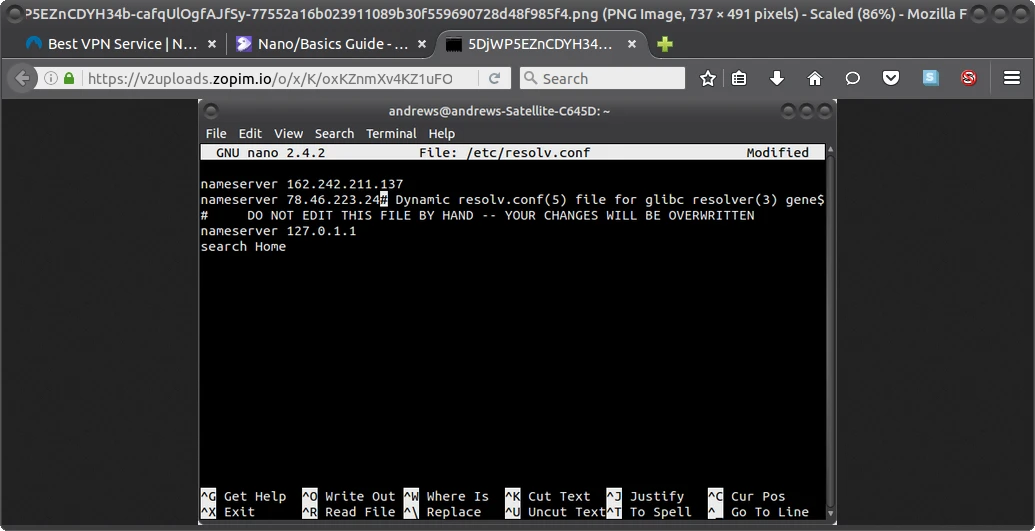 P5EZnCDYH34b-cafqUlOgfAJfSy-77552a16b023911089b30f559690728d48f985f4.png (PNG Image, 737 × 491 pixels) - Scaled (86%) - Mozilla F
Best VPN Service | N... × Nano/Basics Guide - ... × 5DjWP5EZnCDYH34... ×
https://v2uploads.zopim.io/o/x/K/oxKZnmXv4KZ1uFO Search
andrews@andrews-Satellite-C645D: ~
File Edit View Search Terminal Help
GNU nano 2.4.2 File: /etc/resolv.conf Modified
nameserver 162.242.211.137
nameserver 78.46.223.24# Dynamic resolv.conf(5) file for glibc resolver(3) gene$
# DO NOT EDIT THIS FILE BY HAND -- YOUR CHANGES WILL BE OVERWRITTEN
nameserver 127.0.1.1
search Home
^G Get Help ^O Write Out ^W Where Is ^K Cut Text ^J Justify ^C Cur Pos
^X Exit ^R Read File ^\ Replace ^U Uncut Text ^T To Spell ^_ Go To Line